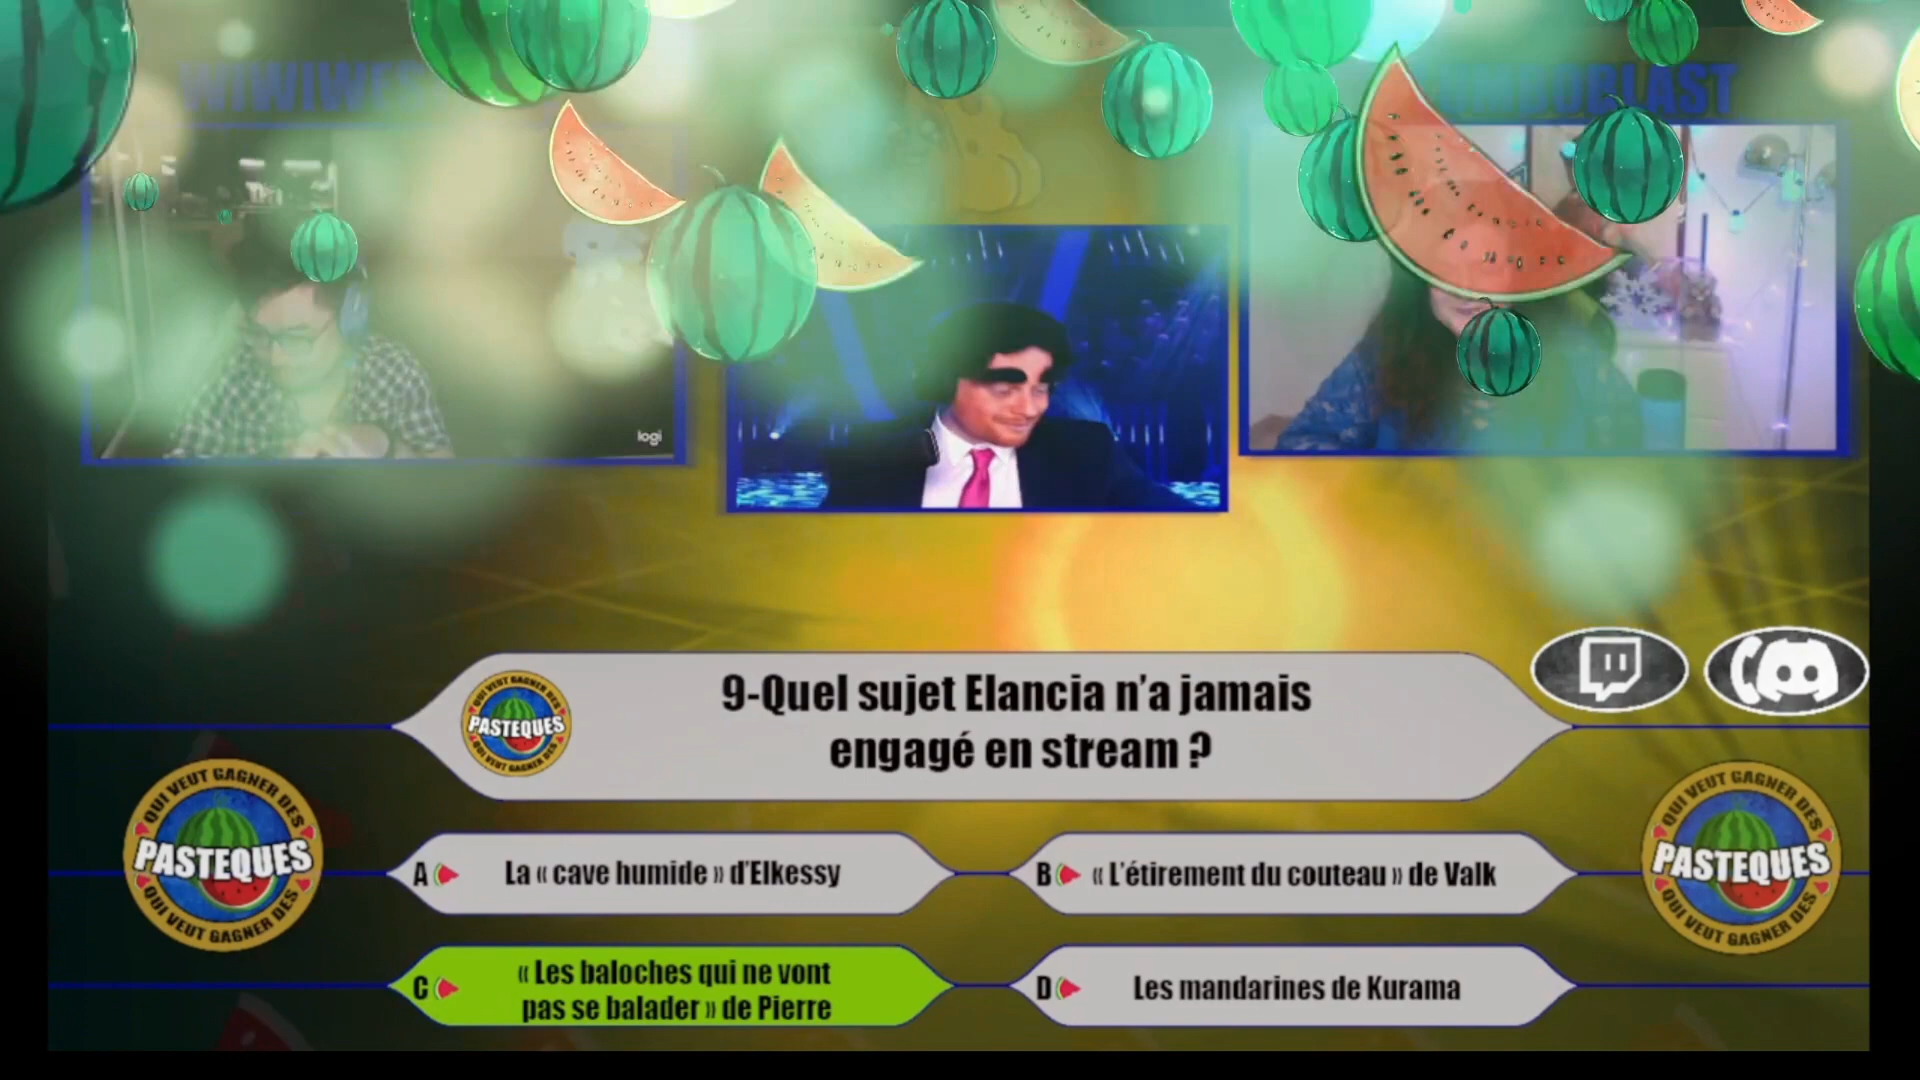 logi
9-Quel sujet Elancia n'a jamais
engagé en stream ?
QUI VEUT GAGNER DES
PASTEQUES
QUI VEUT GAGNER DES
QUI VEUT GAGNER DES
PASTEQUES
QUI VEUT GAGNER DES
QUI VEUT GAGNER DES
PASTEQUES
QUI VEUT GAGNER DES
A La « cave humide » d'Elkessy
B « L'étirement du couteau » de Valk
C « Les baloches qui ne vont
pas se balader » de Pierre
D Les mandarines de Kurama